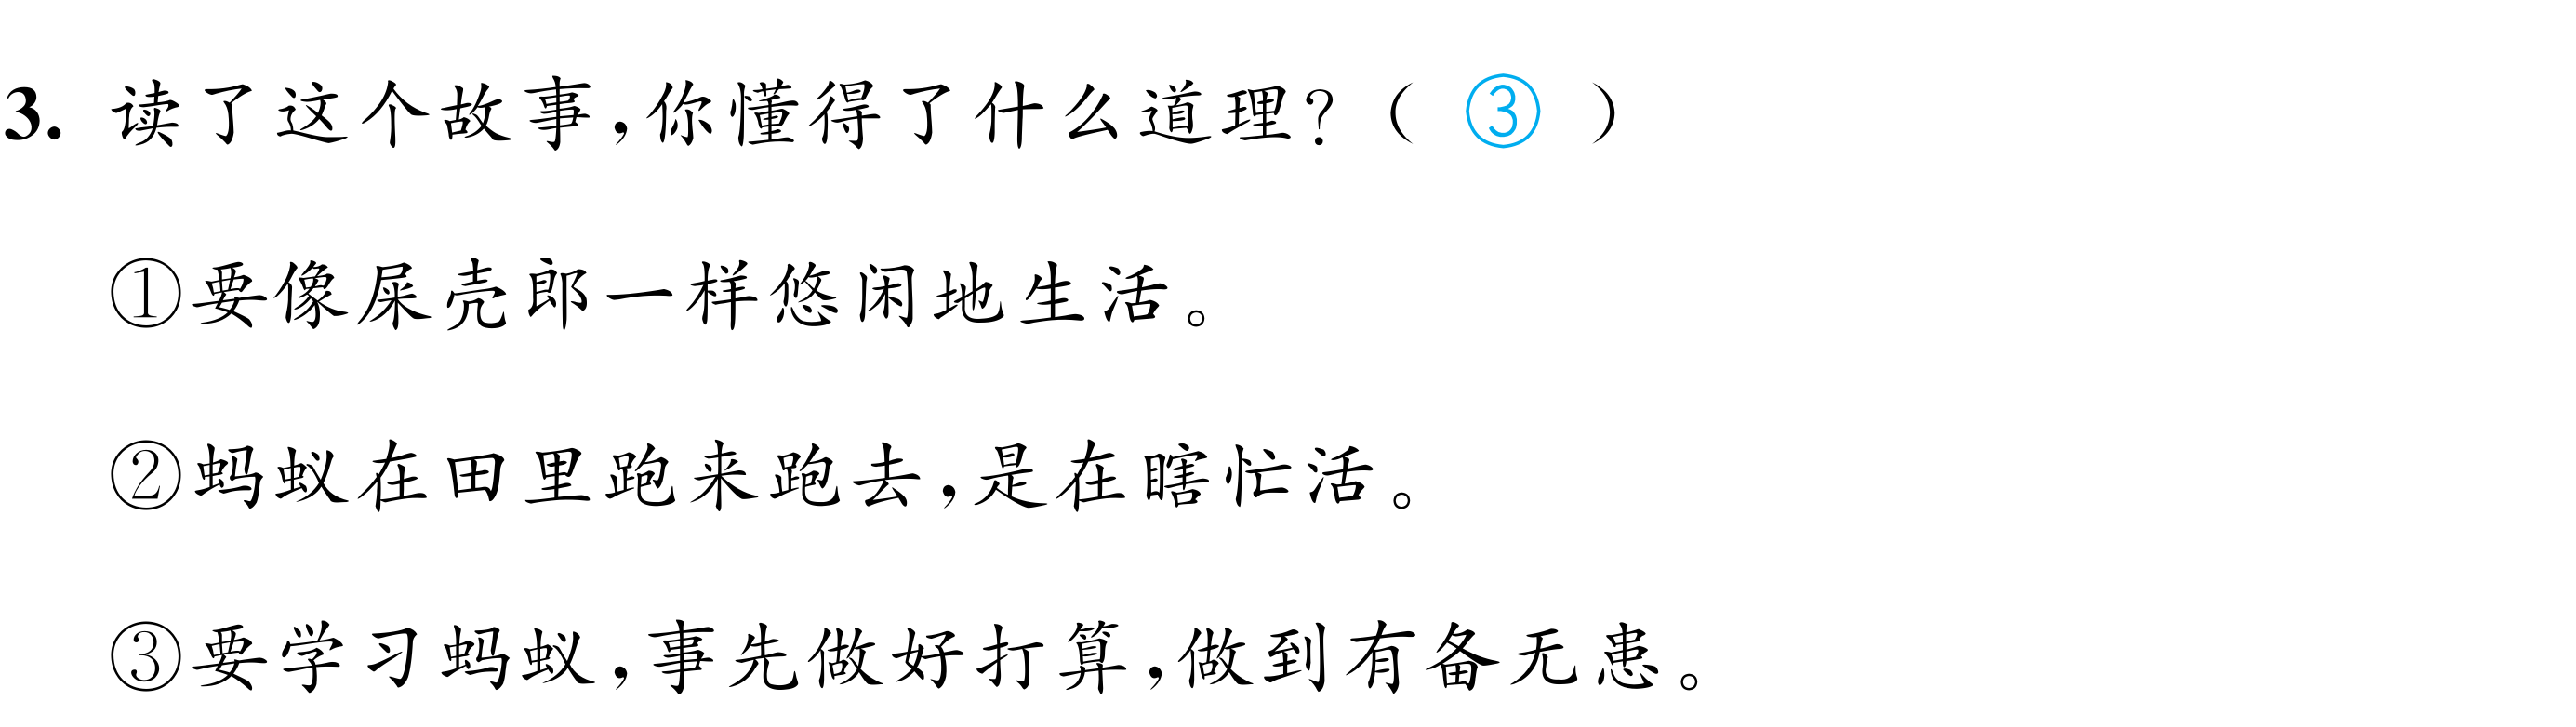 3. 读了这个故事,你懂得了什么道理?( ③ )
①要像屎壳郎一样悠闲地生活。
②蚂蚁在田里跑来跑去,是在瞎忙活。
③要学习蚂蚁,事先做好打算,做到有备无患。